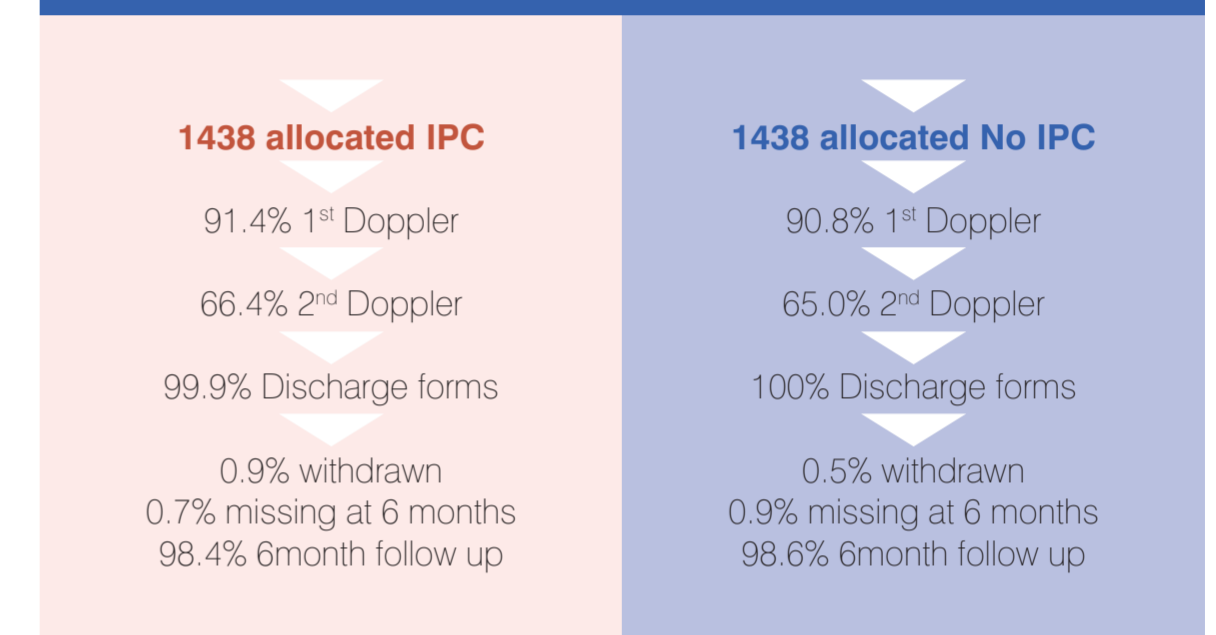 1438 allocated IPC
91.4% 1st Doppler
66.4% 2nd Doppler
99.9% Discharge forms
0.9% withdrawn
0.7% missing at 6 months
98.4% 6month follow up
1438 allocated No IPC
90.8% 1st Doppler
65.0% 2nd Doppler
100% Discharge forms
0.5% withdrawn
0.9% missing at 6 months
98.6% 6month follow up